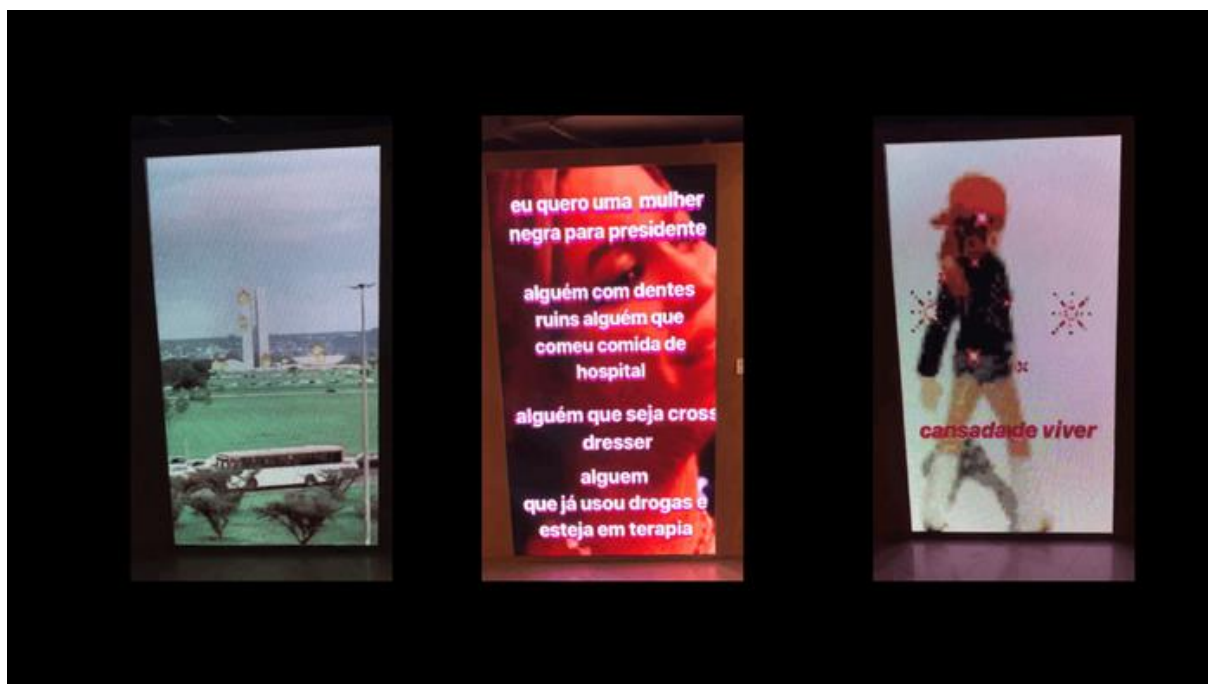 eu quero uma mulher
negra para presidente
alguém com dentes
ruins alguém que
comeu comida de
hospital
alguém que seja cross
dresser
alguem
que já usou drogas e
esteja em terapia
cansada de viver